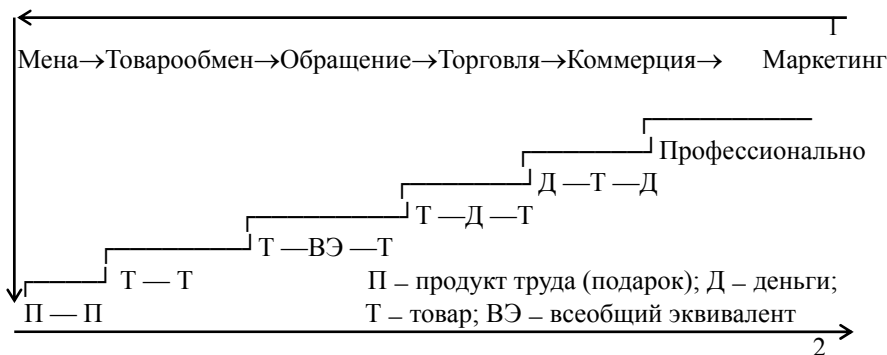 1
Мена→Товарообмен→Обращение→Торговля→Коммерция→ Маркетинг
Профессионально
Д —Т —Д
Т —Д —Т
Т —ВЭ —Т
Т — Т П – продукт труда (подарок); Д – деньги;
П — П Т – товар; ВЭ – всеобщий эквивалент
2